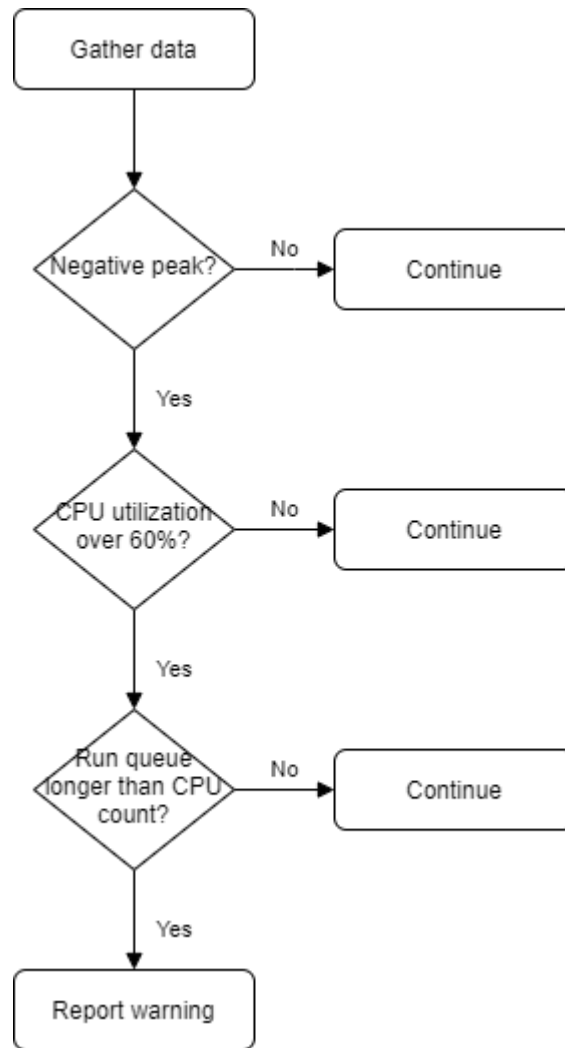 Gather data
Negative peak?
No
Continue
Yes
CPU utilization
over 60%?
No
Continue
Yes
Run queue
longer than CPU
count?
No
Continue
Yes
Report warning